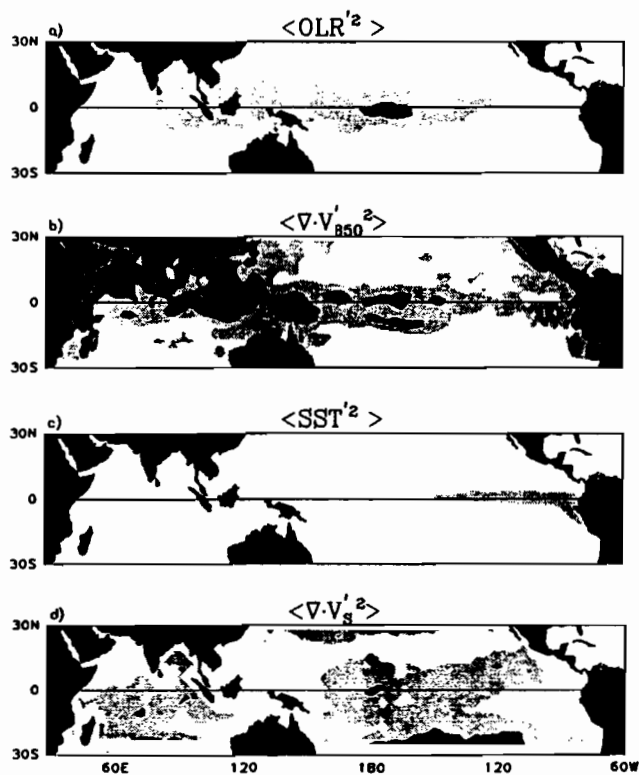 a) <OLR'² >
30N
0
30S
b) <∇·V'₈₅₀²>
30N
0
30S
c) <SST'² >
30N
0
30S
d) <∇·V'ₛ²>
30N
0
30S
60E 120 180 120 60W